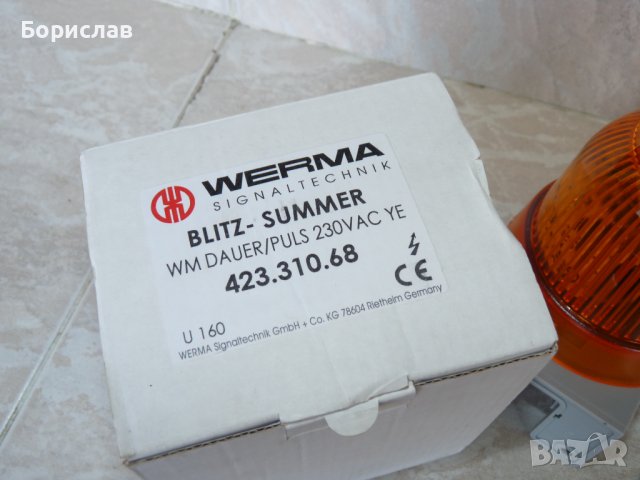 Борислав
WERMA
SIGNALTECHNIK
BLITZ- SUMMER
WM DAUER/PULS 230VAC YE
423.310.68
CE
U 160
WERMA Signaltechnik GmbH + Co. KG 78604 Rietheim Germany
BAZAR